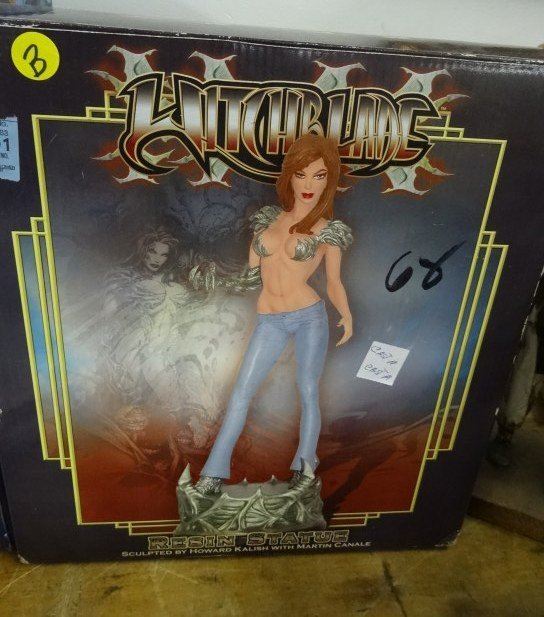 B
WITCHBLADE
68
RESIN STATUE
SCULPTED BY HOWARD KALISH WITH MARTIN CANALE